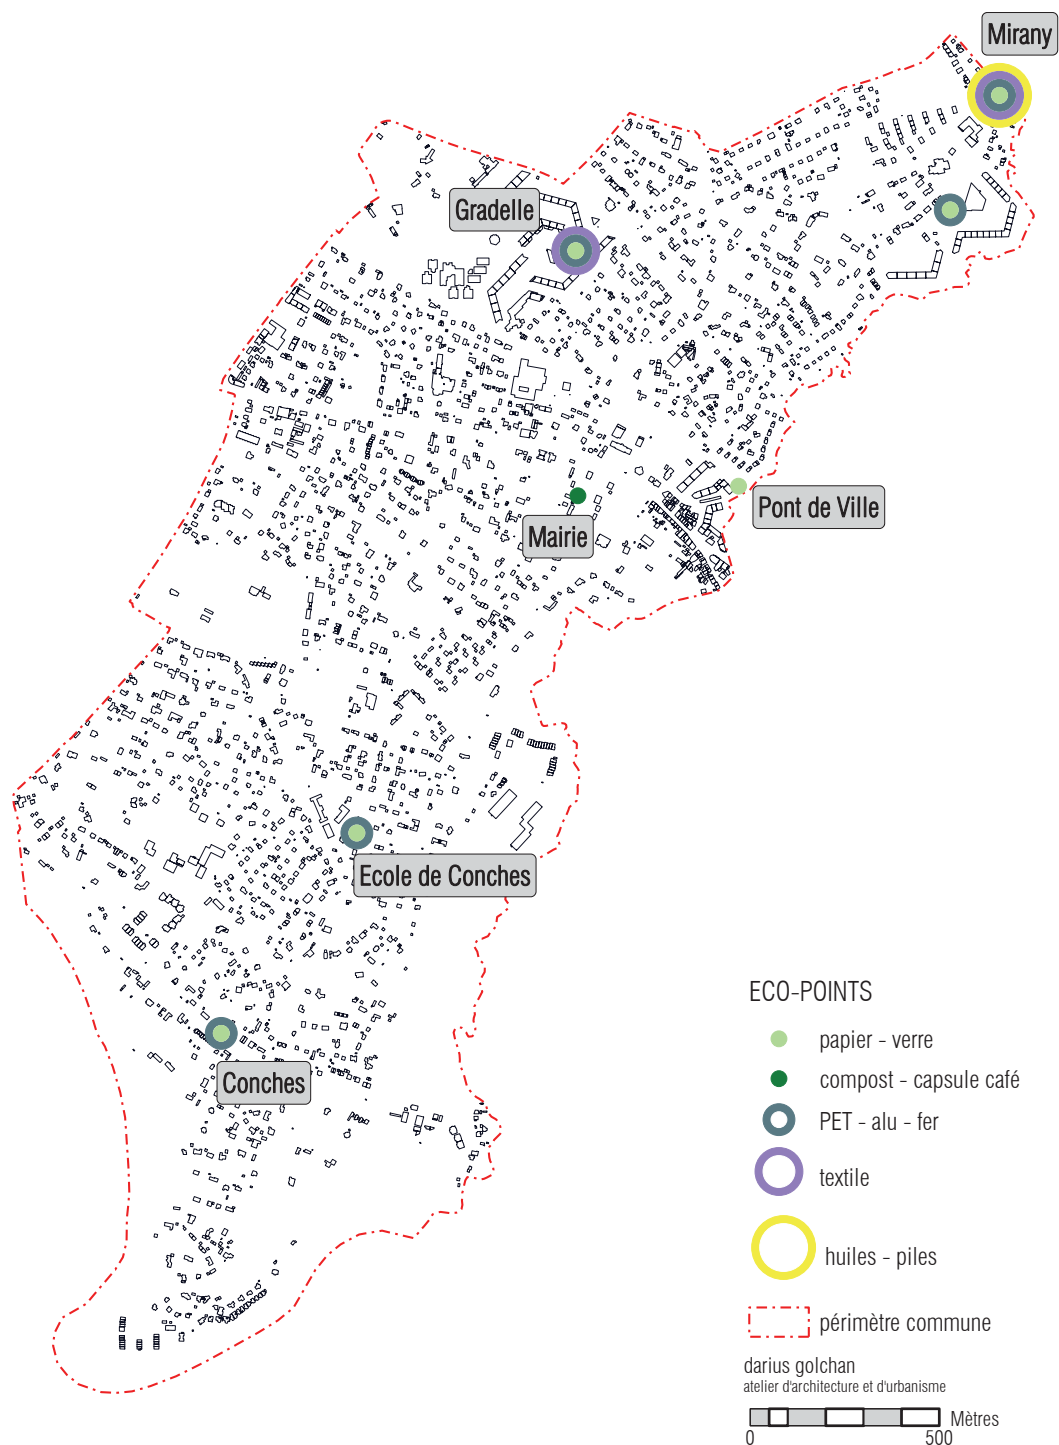 Mirany
Gradelle
Pont de Ville
Mairie
Ecole de Conches
Conches
ECO-POINTS
papier - verre
compost - capsule café
PET - alu - fer
textile
huiles - piles
périmètre commune
darius golchan
atelier d'architecture et d'urbanisme
Mètres
0 500